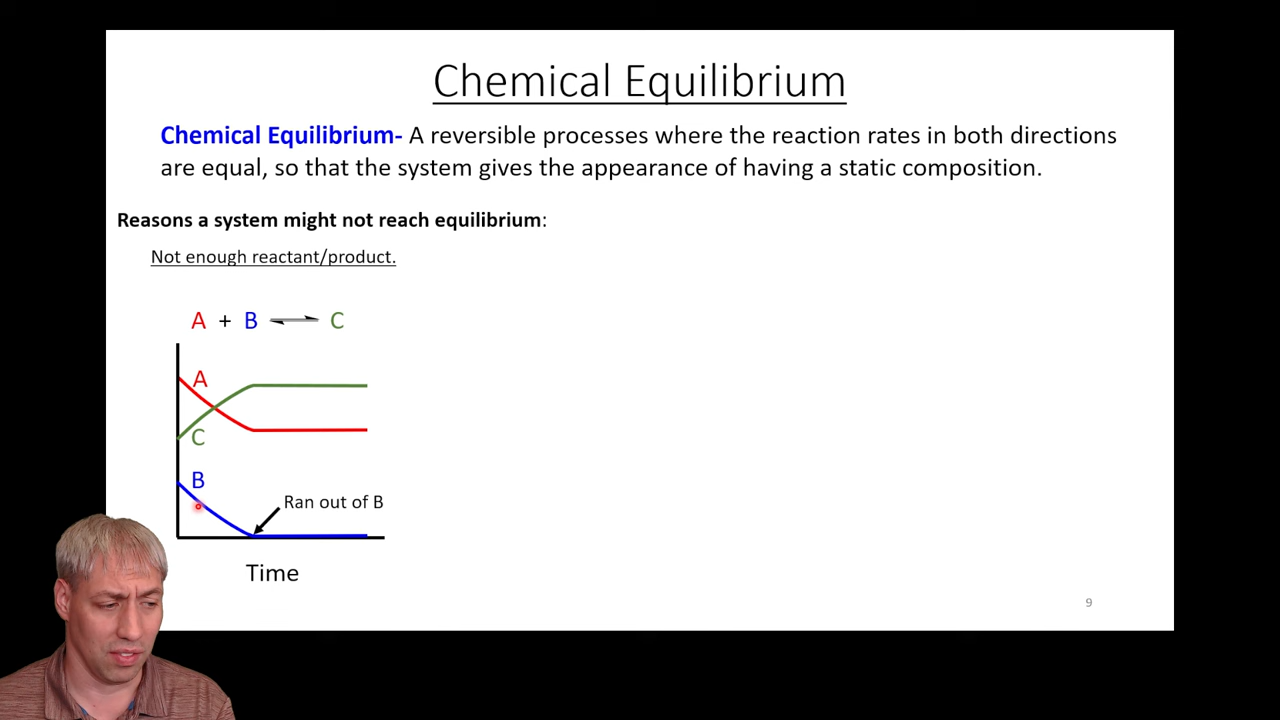 Chemical Equilibrium
Chemical Equilibrium- A reversible processes where the reaction rates in both directions
are equal, so that the system gives the appearance of having a static composition.
Reasons a system might not reach equilibrium:
Not enough reactant/product.
A + B ⇌ C
A
C
B
Ran out of B
Time
9